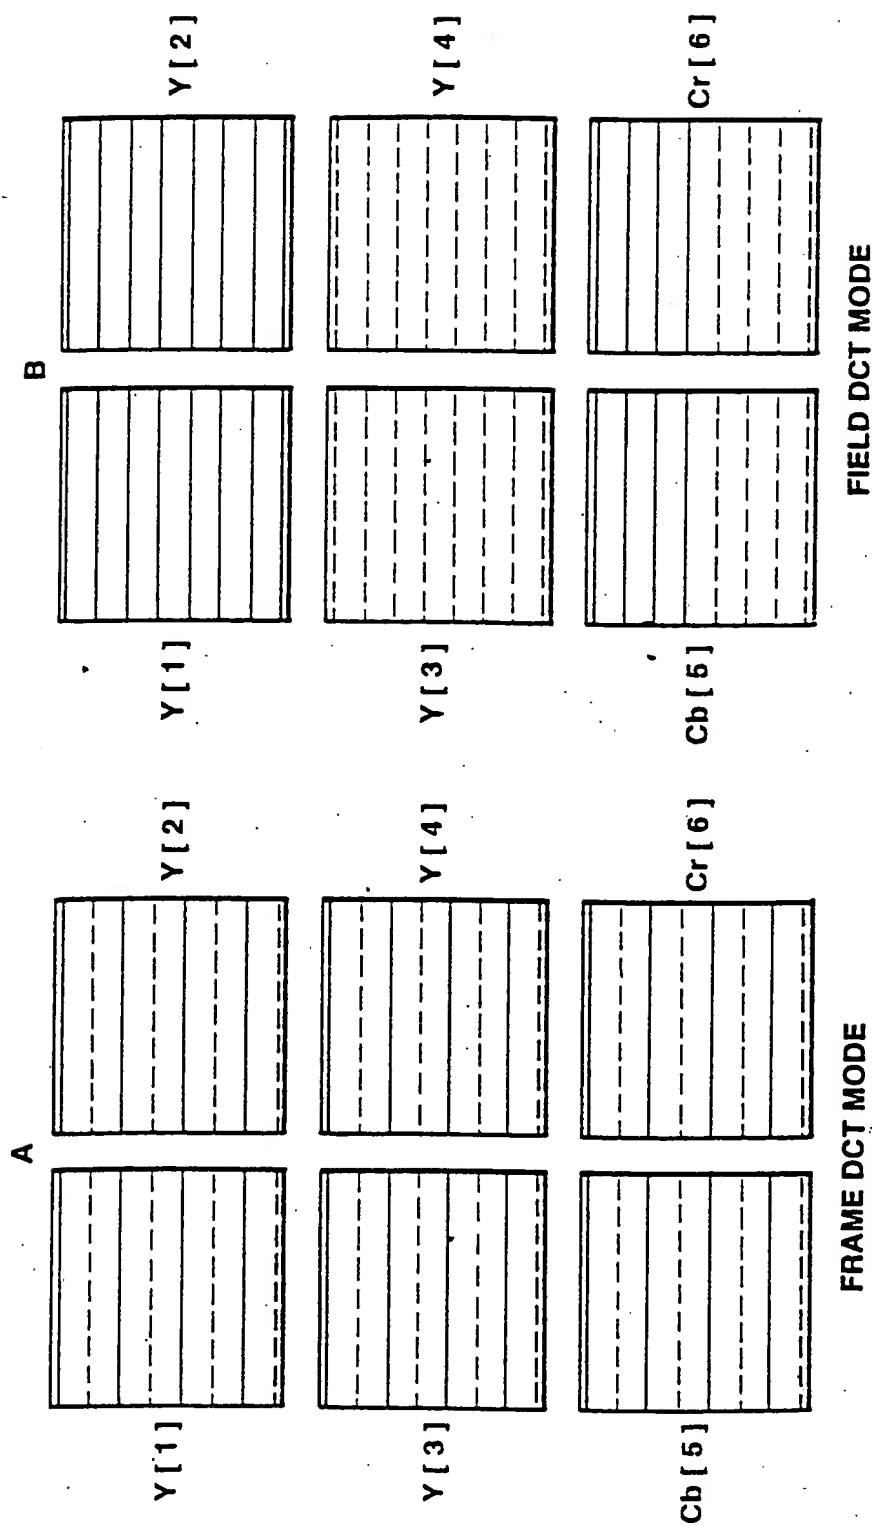 A
Y[1] Y[2]
Y[3] Y[4]
Cb[5] Cr[6]
FRAME DCT MODE
B
Y[1] Y[2]
Y[3] Y[4]
Cb[5] Cr[6]
FIELD DCT MODE